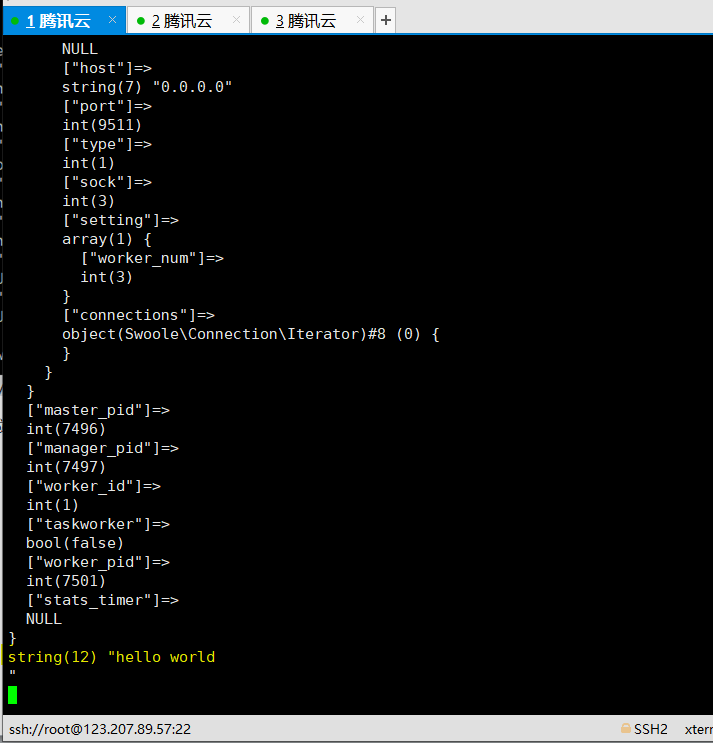 1 腾讯云 × 2 腾讯云 × 3 腾讯云 × +
NULL
["host"]=>
string(7) "0.0.0.0"
["port"]=>
int(9511)
["type"]=>
int(1)
["sock"]=>
int(3)
["setting"]=>
array(1) {
["worker_num"]=>
int(3)
}
["connections"]=>
object(Swoole\Connection\Iterator)#8 (0) {
}
}
}
["master_pid"]=>
int(7496)
["manager_pid"]=>
int(7497)
["worker_id"]=>
int(1)
["taskworker"]=>
bool(false)
["worker_pid"]=>
int(7501)
["stats_timer"]=>
NULL
}
string(12) "hello world
"
ssh://root@123.207.89.57:22 SSH2 xterr